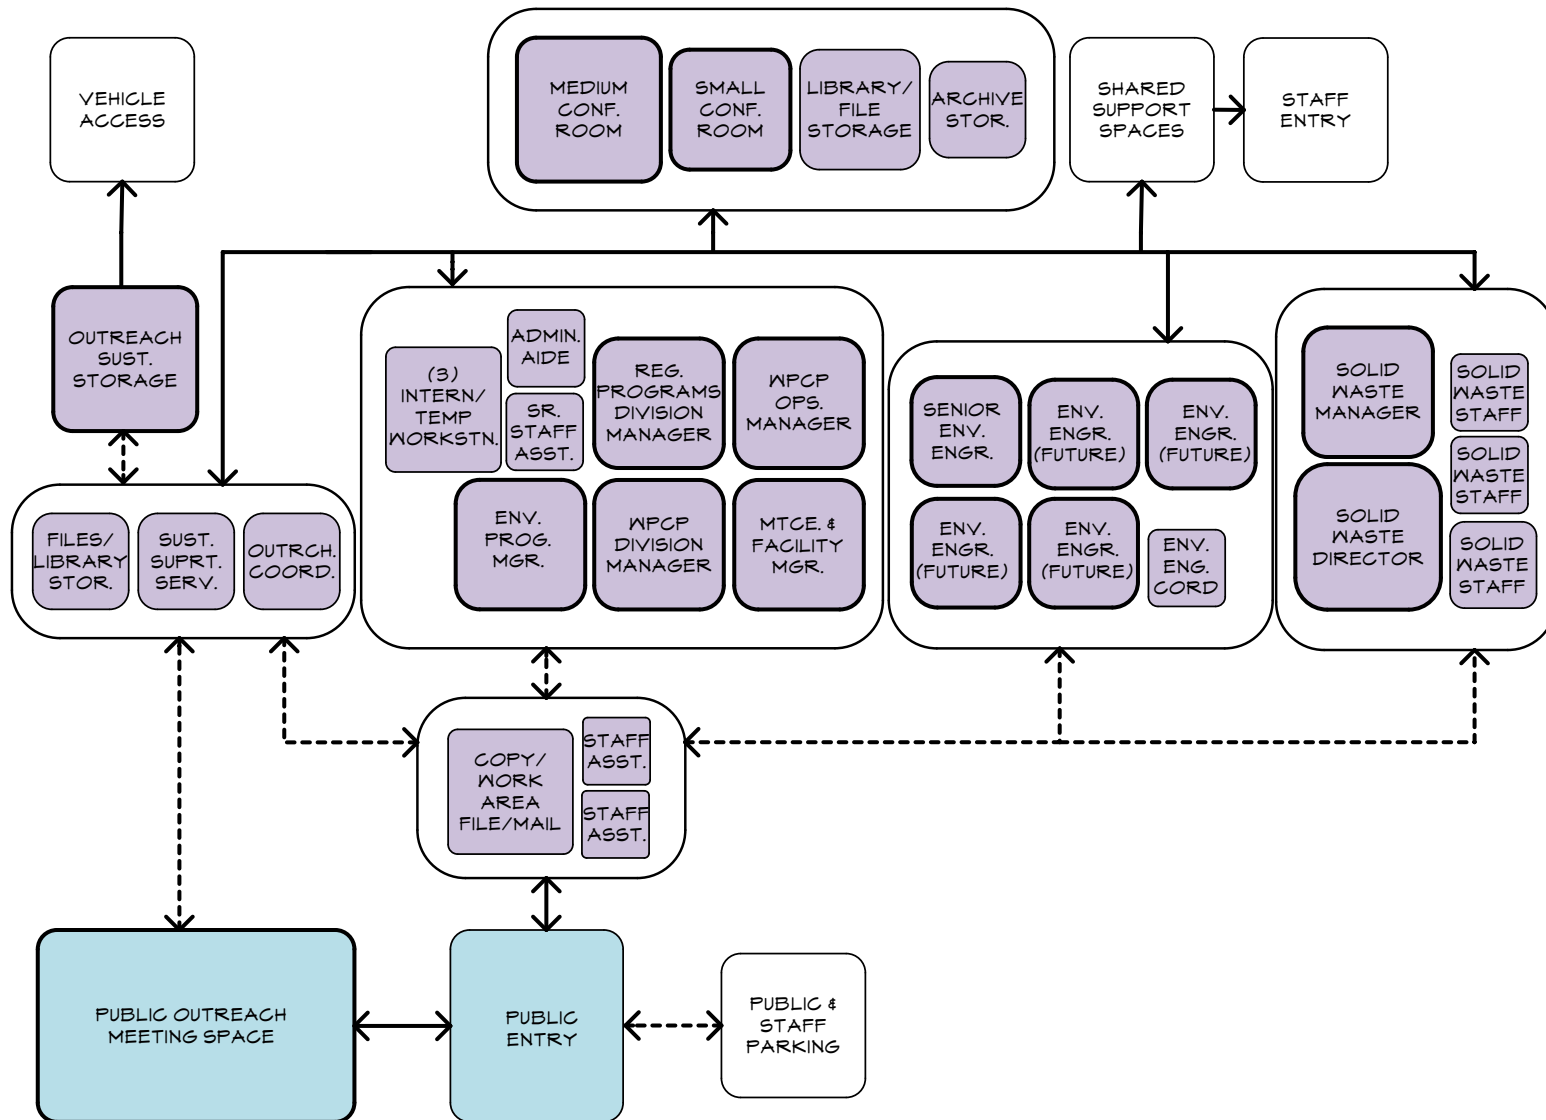 VEHICLE
ACCESS
MEDIUM
CONF.
ROOM
SMALL
CONF.
ROOM
LIBRARY/
FILE
STORAGE
ARCHIVE
STOR.
SHARED
SUPPORT
SPACES
STAFF
ENTRY
OUTREACH
SUST.
STORAGE
(3)
INTERN/
TEMP
WORKSTN.
ADMIN.
AIDE
SR.
STAFF
ASST.
REG.
PROGRAMS
DIVISION
MANAGER
WPCP
OPS.
MANAGER
ENV.
PROG.
MGR.
WPCP
DIVISION
MANAGER
MTCE. &
FACILITY
MGR.
SENIOR
ENV.
ENGR.
ENV.
ENGR.
(FUTURE)
ENV.
ENGR.
(FUTURE)
ENV.
ENGR.
(FUTURE)
ENV.
ENGR.
(FUTURE)
ENV.
ENG.
CORD
SOLID
WASTE
MANAGER
SOLID
WASTE
STAFF
SOLID
WASTE
STAFF
SOLID
WASTE
DIRECTOR
SOLID
WASTE
STAFF
FILES/
LIBRARY
STOR.
SUST.
SUPRT.
SERV.
OUTRCH.
COORD.
COPY/
WORK
AREA
FILE/MAIL
STAFF
ASST.
STAFF
ASST.
PUBLIC OUTREACH
MEETING SPACE
PUBLIC
ENTRY
PUBLIC &
STAFF
PARKING